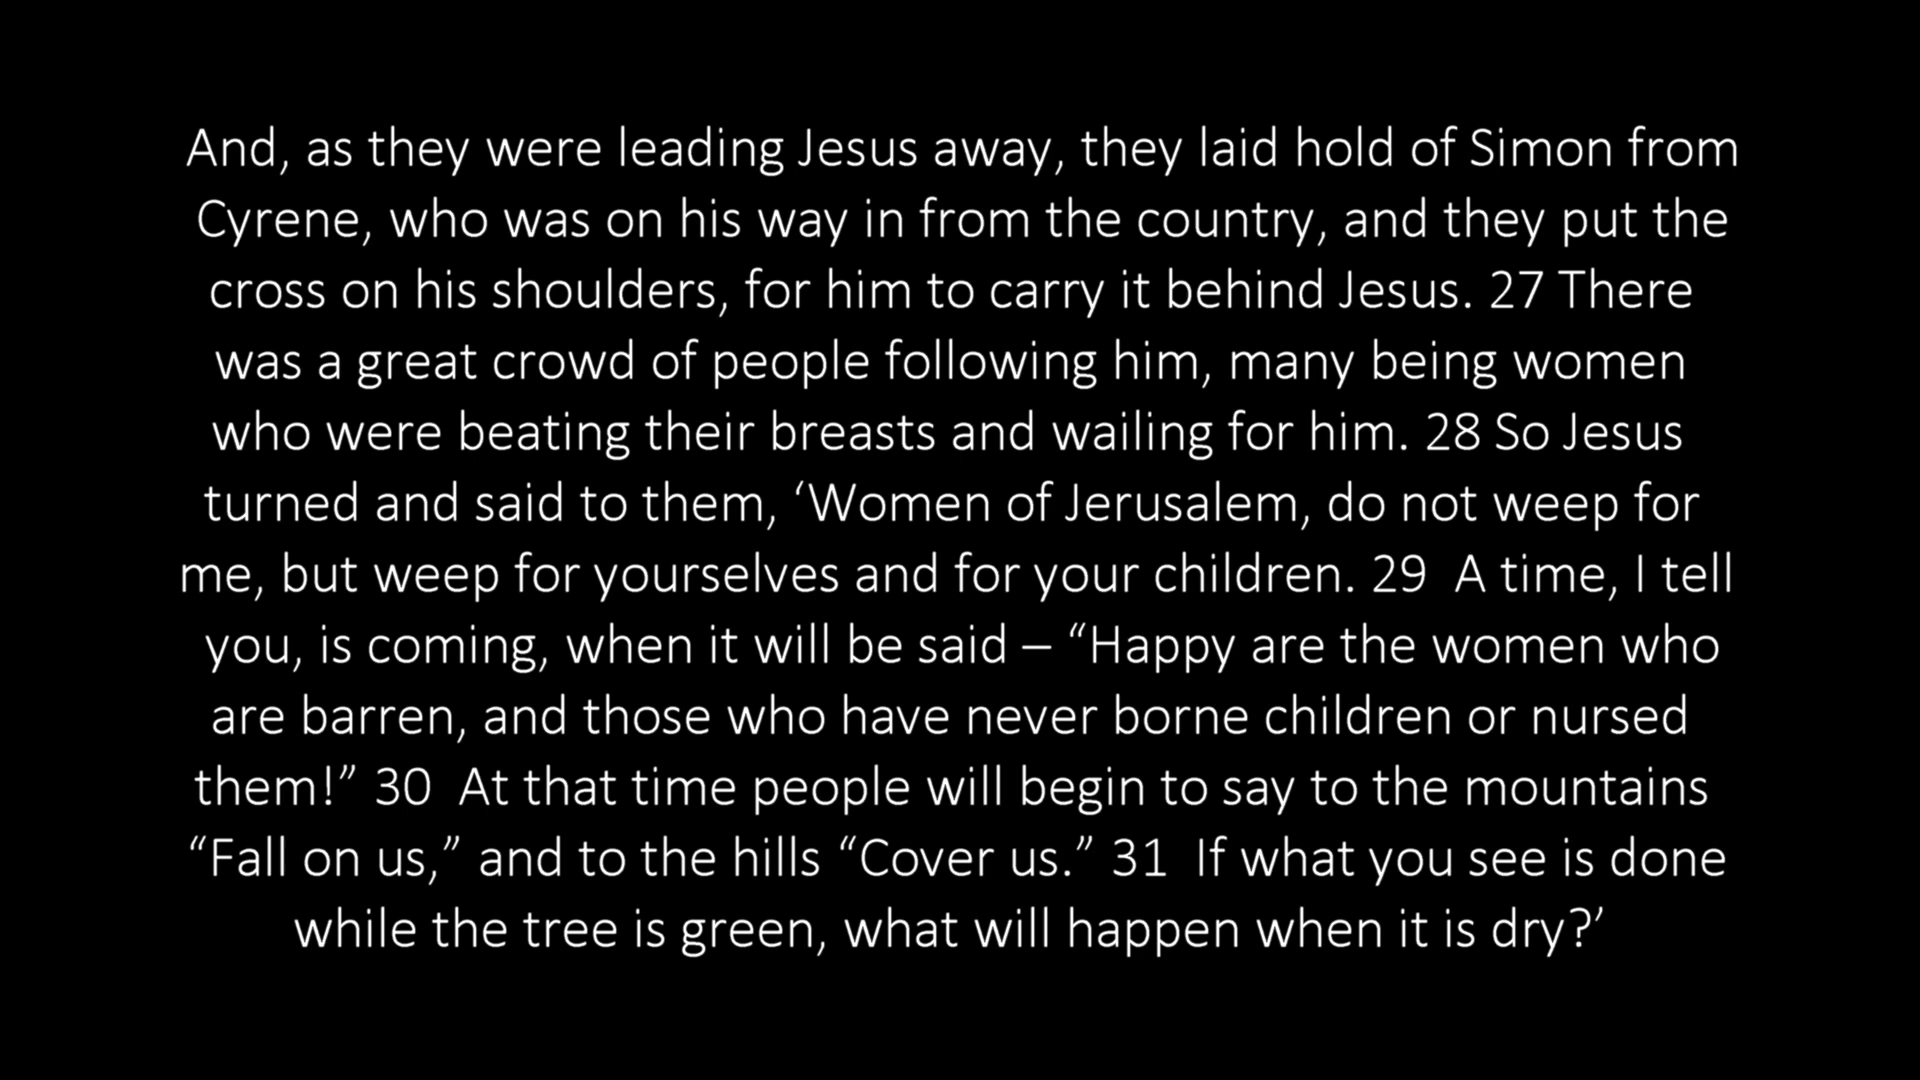 And, as they were leading Jesus away, they laid hold of Simon from
Cyrene, who was on his way in from the country, and they put the
cross on his shoulders, for him to carry it behind Jesus. 27 There
was a great crowd of people following him, many being women
who were beating their breasts and wailing for him. 28 So Jesus
turned and said to them, ‘Women of Jerusalem, do not weep for
me, but weep for yourselves and for your children. 29  A time, I tell
you, is coming, when it will be said – “Happy are the women who
are barren, and those who have never borne children or nursed
them!” 30  At that time people will begin to say to the mountains
“Fall on us,” and to the hills “Cover us.” 31  If what you see is done
while the tree is green, what will happen when it is dry?’